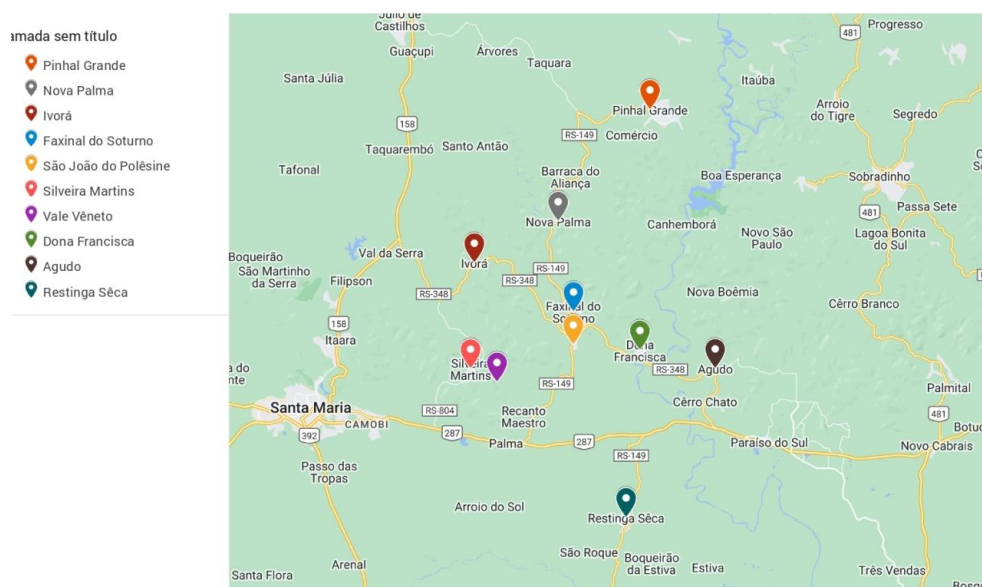 amada sem título
Pinhal Grande
Nova Palma
Ivorá
Faxinal do Soturno
São João do Polêsine
Silveira Martins
Vale Vêneto
Dona Francisca
Agudo
Restinga Sêca
Júlio de
Castilhos
Guaçupi
Árvores
Taquara
Progresso
481
Santa Júlia
Itaúba
Pinhal Grande
Arroio
do Tigre
Segredo
158
RS-149
Comércio
Taquarembó
Santo Antão
Tafonal
Barraca do
Aliança
Boa Esperança
Sobradinho
Passa Sete
481
Nova Palma
Canhemborá
Novo São
Paulo
Lagoa Bonita
do Sul
Boqueirão
Val da Serra
Ivorá
São Martinho
da Serra
Filipson
RS-149
RS-348
RS-348
Nova Boêmia
Cêrro Branco
Faxinal do
Soturno
158
Itaara
Dona
Francisca
Silveira
Martins
RS-348
Agudo
RS-149
Palmital
Santa Maria
RS-804
Recanto
Maestro
Cêrro Chato
481
CAMOBI
392
287
Palma
287
Paraíso do Sul
Novo Cabrais
RS-149
Passo das
Tropas
Arroio do Sol
Restinga Sêca
São Roque
Boqueirão
da Estiva
Estiva
Arenal
Santa Flora
Três Vendas